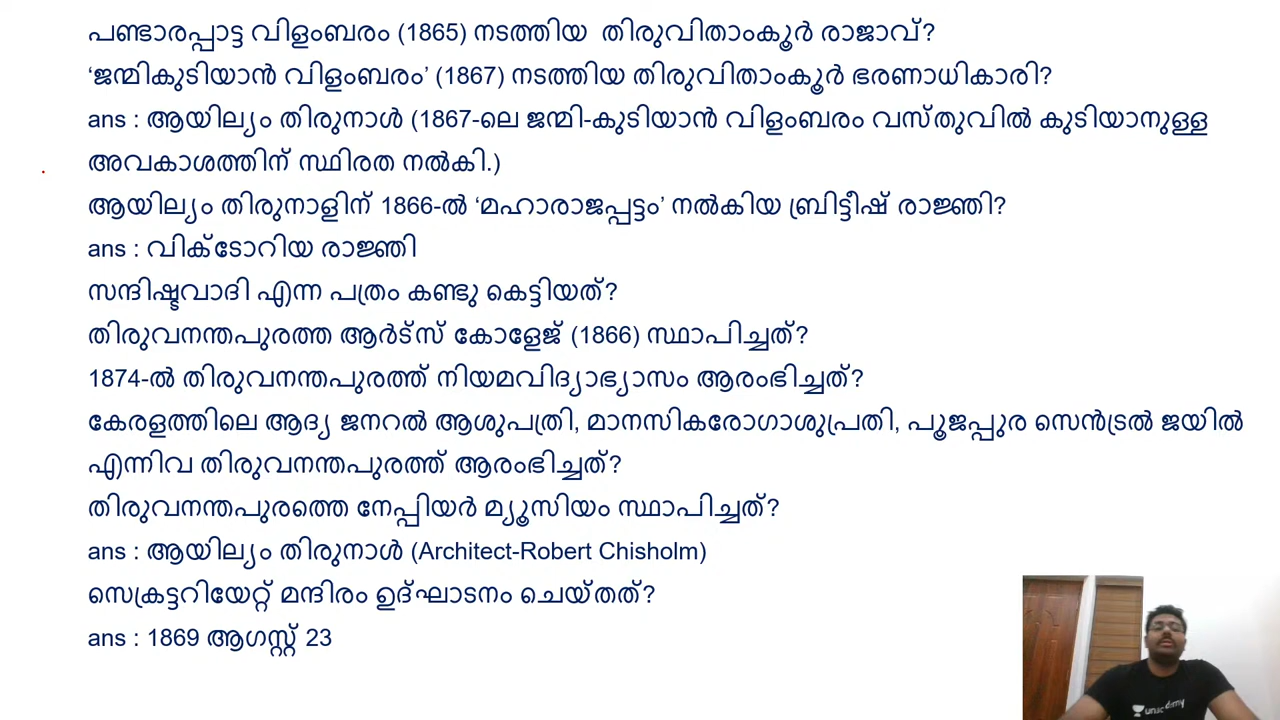 പണ്ടാരപ്പാട്ട വിളംബരം (1865) നടത്തിയ തിരുവിതാംകൂർ രാജാവ്?
‘ജന്മികുടിയാൻ വിളംബരം’ (1867) നടത്തിയ തിരുവിതാംകൂർ ഭരണാധികാരി?
ans : ആയില്യം തിരുനാൾ (1867-ലെ ജന്മി-കുടിയാൻ വിളംബരം വസ്തുവിൽ കുടിയാനുള്ള
അവകാശത്തിന് സ്ഥിരത നൽകി.)
ആയില്യം തിരുനാളിന് 1866-ൽ ‘മഹാരാജപ്പട്ടം’ നൽകിയ ബ്രിട്ടീഷ് രാജ്ഞി?
ans : വിക്ടോറിയ രാജ്ഞി
സന്ദിഷ്ടവാദി എന്ന പത്രം കണ്ടു കെട്ടിയത്?
തിരുവനന്തപുരത്ത ആർട്സ് കോളേജ് (1866) സ്ഥാപിച്ചത്?
1874-ൽ തിരുവനന്തപുരത്ത് നിയമവിദ്യാഭ്യാസം ആരംഭിച്ചത്?
കേരളത്തിലെ ആദ്യ ജനറൽ ആശുപത്രി, മാനസികരോഗാശുപ്രതി, പൂജപ്പുര സെൻട്രൽ ജയിൽ
എന്നിവ തിരുവനന്തപുരത്ത് ആരംഭിച്ചത്?
തിരുവനന്തപുരത്തെ നേപ്പിയർ മ്യൂസിയം സ്ഥാപിച്ചത്?
ans : ആയില്യം തിരുനാൾ (Architect-Robert Chisholm)
സെക്രട്ടറിയേറ്റ് മന്ദിരം ഉദ്ഘാടനം ചെയ്തത്?
ans : 1869 ആഗസ്റ്റ് 23
unacademy